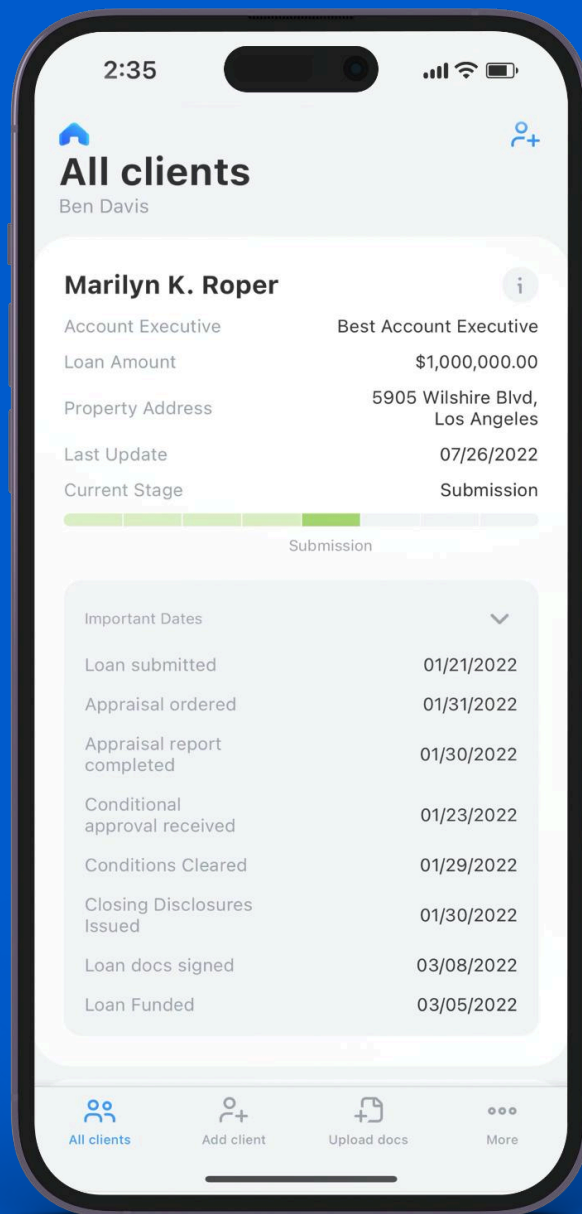 2:35
All clients
Ben Davis
Marilyn K. Roper
i
Account Executive Best Account Executive
Loan Amount $1,000,000.00
Property Address 5905 Wilshire Blvd,
Los Angeles
Last Update 07/26/2022
Current Stage Submission
Submission
Important Dates
Loan submitted 01/21/2022
Appraisal ordered 01/31/2022
Appraisal report
completed 01/30/2022
Conditional
approval received 01/23/2022
Conditions Cleared 01/29/2022
Closing Disclosures
Issued 01/30/2022
Loan docs signed 03/08/2022
Loan Funded 03/05/2022
All clients Add client Upload docs More